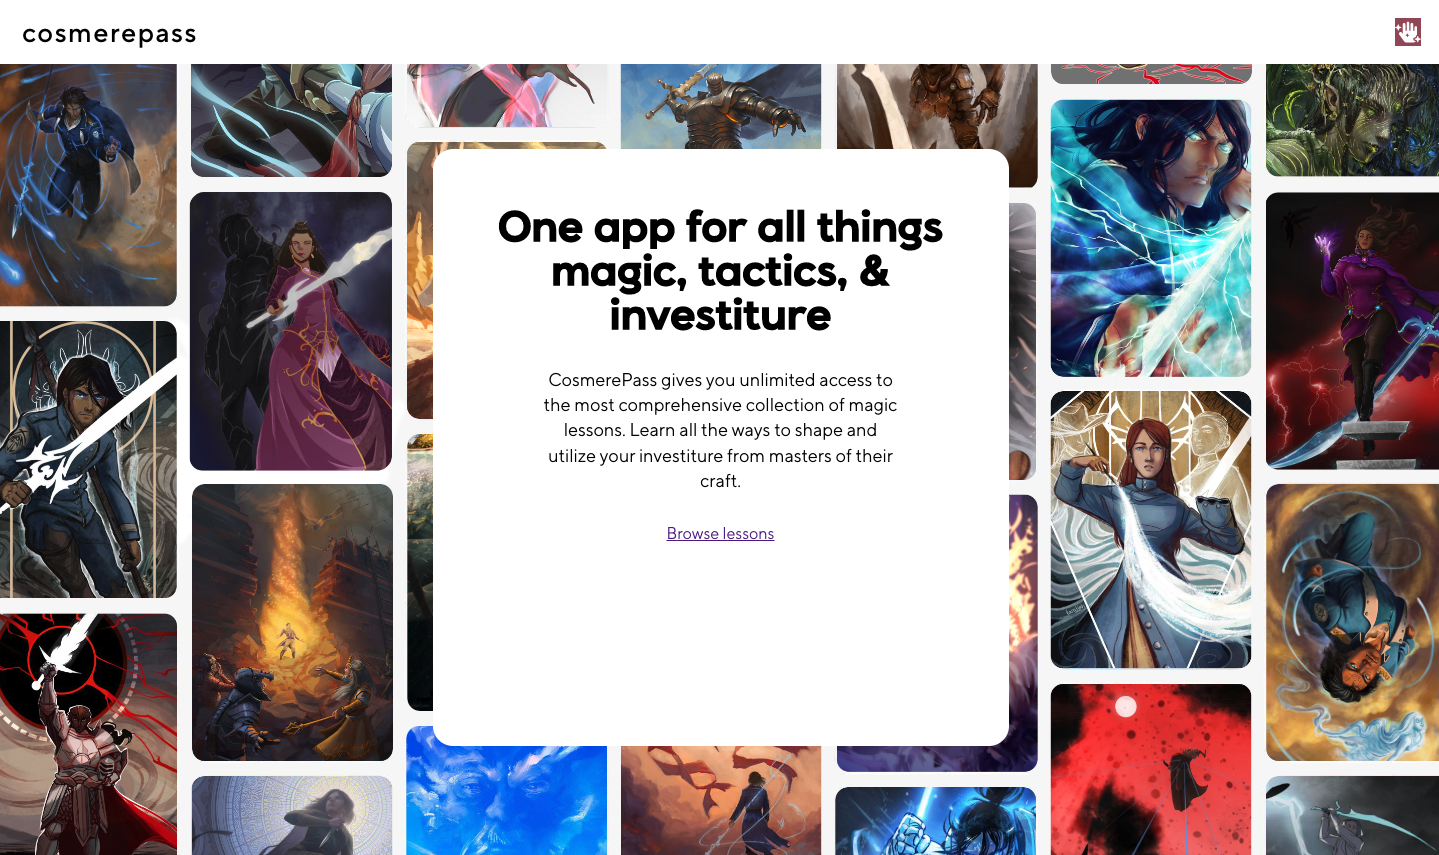 cosmerepass
One app for all things
magic, tactics, &
investiture
CosmerePass gives you unlimited access to
the most comprehensive collection of magic
lessons. Learn all the ways to shape and
utilize your investiture from masters of their
craft.
Browse lessons